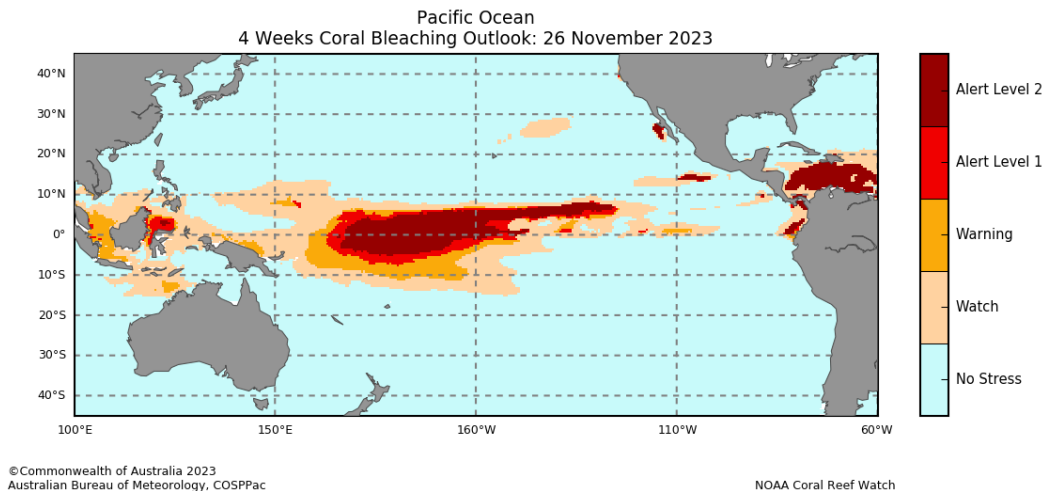 Pacific Ocean
4 Weeks Coral Bleaching Outlook: 26 November 2023
40°N
30°N
20°N
10°N
0°
10°S
20°S
30°S
40°S
100°E
150°E
160°W
110°W
60°W
Alert Level 2
Alert Level 1
Warning
Watch
No Stress
©Commonwealth of Australia 2023
Australian Bureau of Meteorology, COSPPac
NOAA Coral Reef Watch